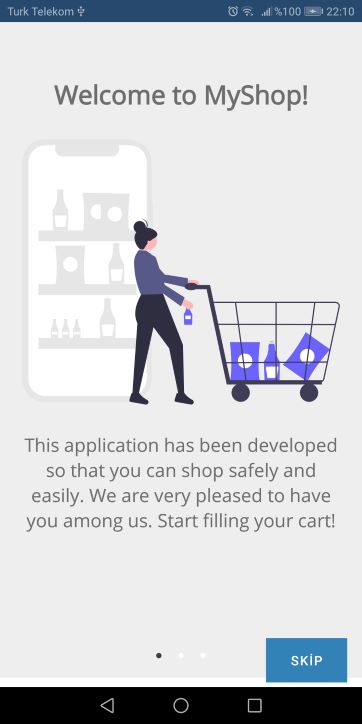 Turk Telekom %100 22:10
Welcome to MyShop!
This application has been developed
so that you can shop safely and
easily. We are very pleased to have
you among us. Start filling your cart!
SKİP